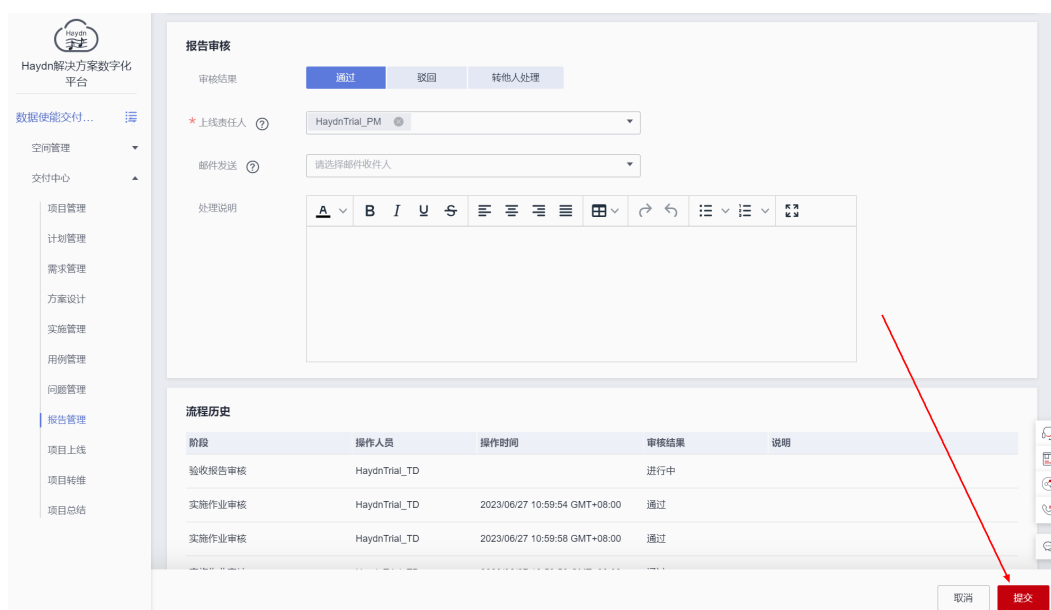 Haydn
Haydn解决方案数字化
平台
数据使能交付...
空间管理
交付中心
项目管理
计划管理
需求管理
方案设计
实施管理
用例管理
问题管理
报告管理
项目上线
项目转维
项目总结
报告审核
审核结果 通过 驳回 转他人处理
* 上线责任人 ? HaydnTrial_PM
邮件发送 ? 请选择邮件收件人
处理说明 A B I U S
流程历史
阶段 操作人员 操作时间 审核结果 说明
验收报告审核 HaydnTrial_TD 进行中
实施作业审核 HaydnTrial_TD 2023/06/27 10:59:54 GMT+08:00 通过
实施作业审核 HaydnTrial_TD 2023/06/27 10:59:58 GMT+08:00 通过
取消 提交